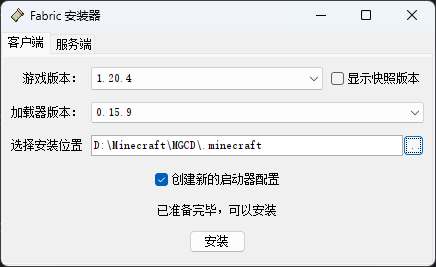 Fabric 安装器
客户端 服务端
游戏版本： 1.20.4 显示快照版本
加载器版本： 0.15.9
选择安装位置 D:\Minecraft\MGCD\.minecraft ...
创建新的启动器配置
已准备完毕，可以安装
安装